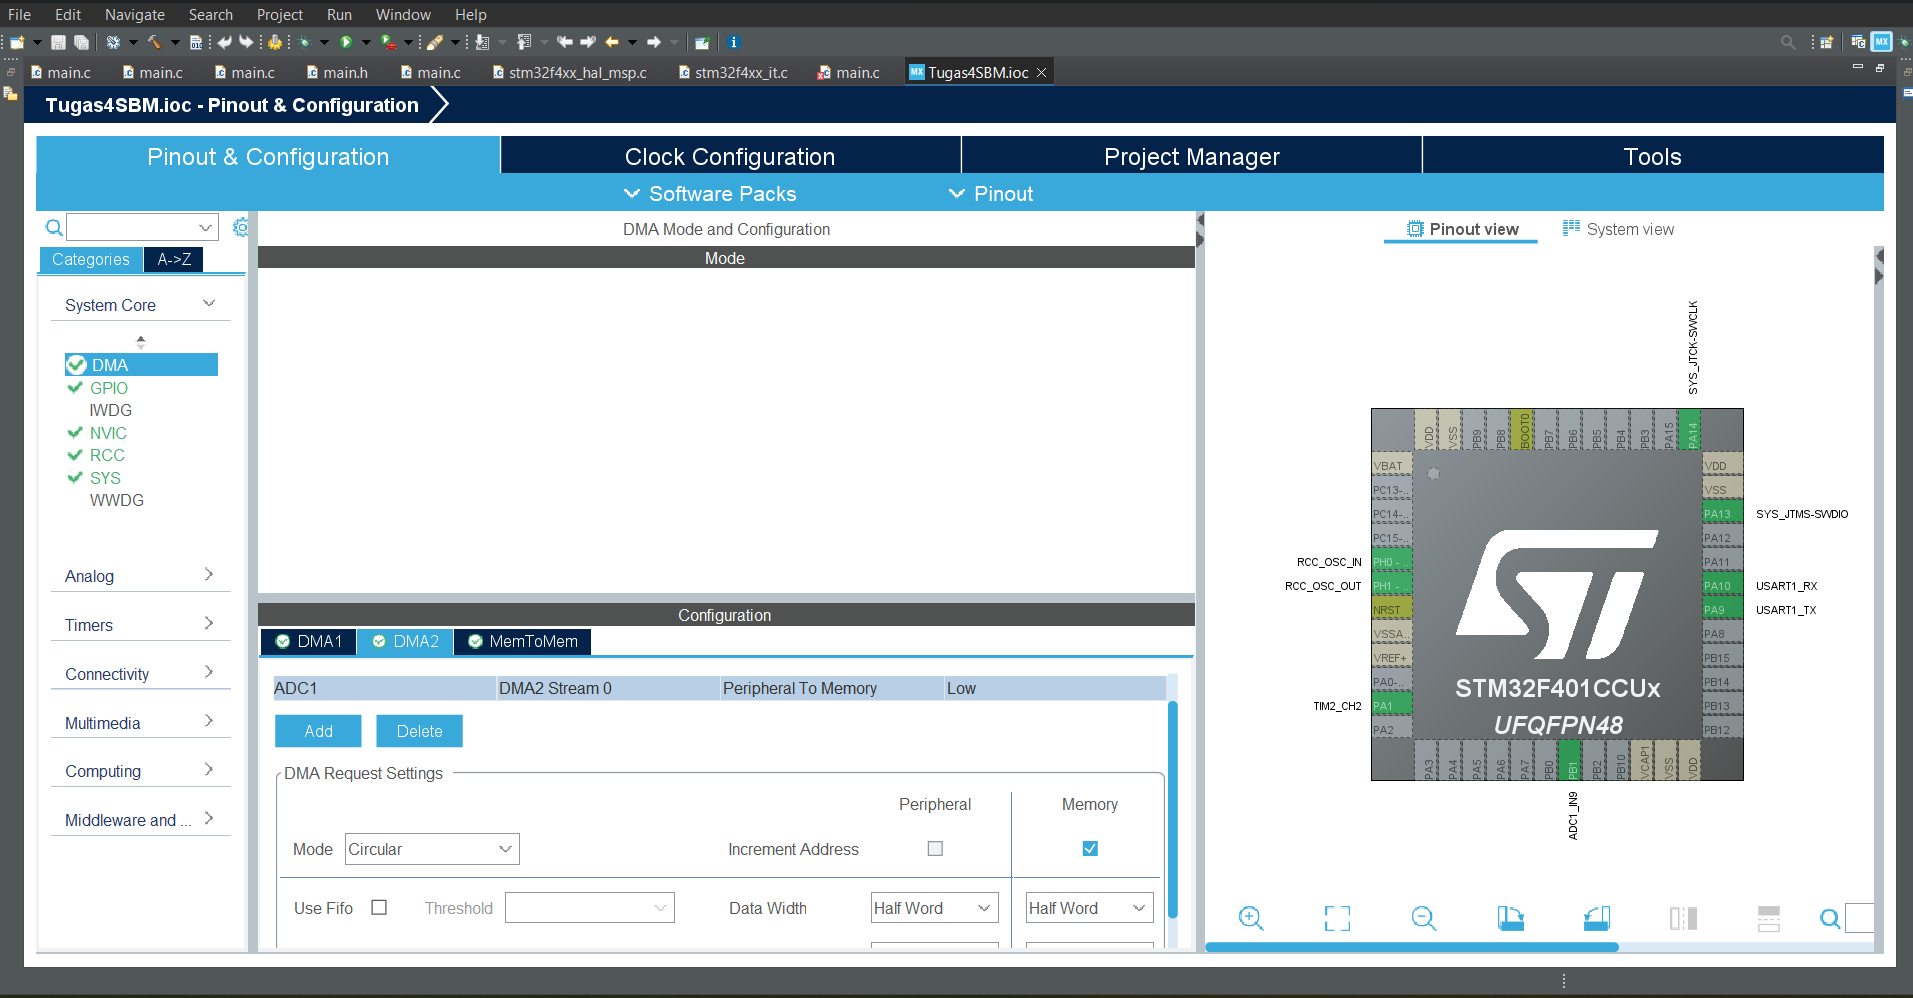 File Edit Navigate Search Project Run Window Help
main.c main.c main.c main.h main.c stm32f4xx_hal_msp.c stm32f4xx_it.c main.c MX Tugas4SBM.ioc
Tugas4SBM.ioc - Pinout & Configuration
Pinout & Configuration Clock Configuration Project Manager Tools
Software Packs Pinout
DMA Mode and Configuration
Mode
Pinout view System view
Categories A->Z
System Core
DMA
GPIO
IWDG
NVIC
RCC
SYS
WWDG
Analog
Timers
Connectivity
Multimedia
Computing
Middleware and ...
Configuration
DMA1 DMA2 MemToMem
ADC1 DMA2 Stream 0 Peripheral To Memory Low
Add Delete
DMA Request Settings
Peripheral Memory
Mode Circular Increment Address
Use Fifo Threshold Data Width Half Word Half Word
SYS_JTCK-SWCLK
VDD VSS PB9 PB8 BOOT0 PB7 PB6 PB5 PB4 PB3 PA15 PA14
VBAT
PC13-..
PC14-..
PC15-..
RCC_OSC_IN PH0 - ..
RCC_OSC_OUT PH1 - ..
NRST
VSSA..
VREF+
PA0-..
TIM2_CH2 PA1
PA2
VDD
VSS
PA13 SYS_JTMS-SWDIO
PA12
PA11
PA10 USART1_RX
PA9 USART1_TX
PA8
PB15
PB14
PB13
PB12
STM32F401CCUx
UFQFPN48
PA3 PA4 PA5 PA6 PA7 PB0 PB1 PB2 PB10 VCAP1 VSS VDD
ADC1_IN9